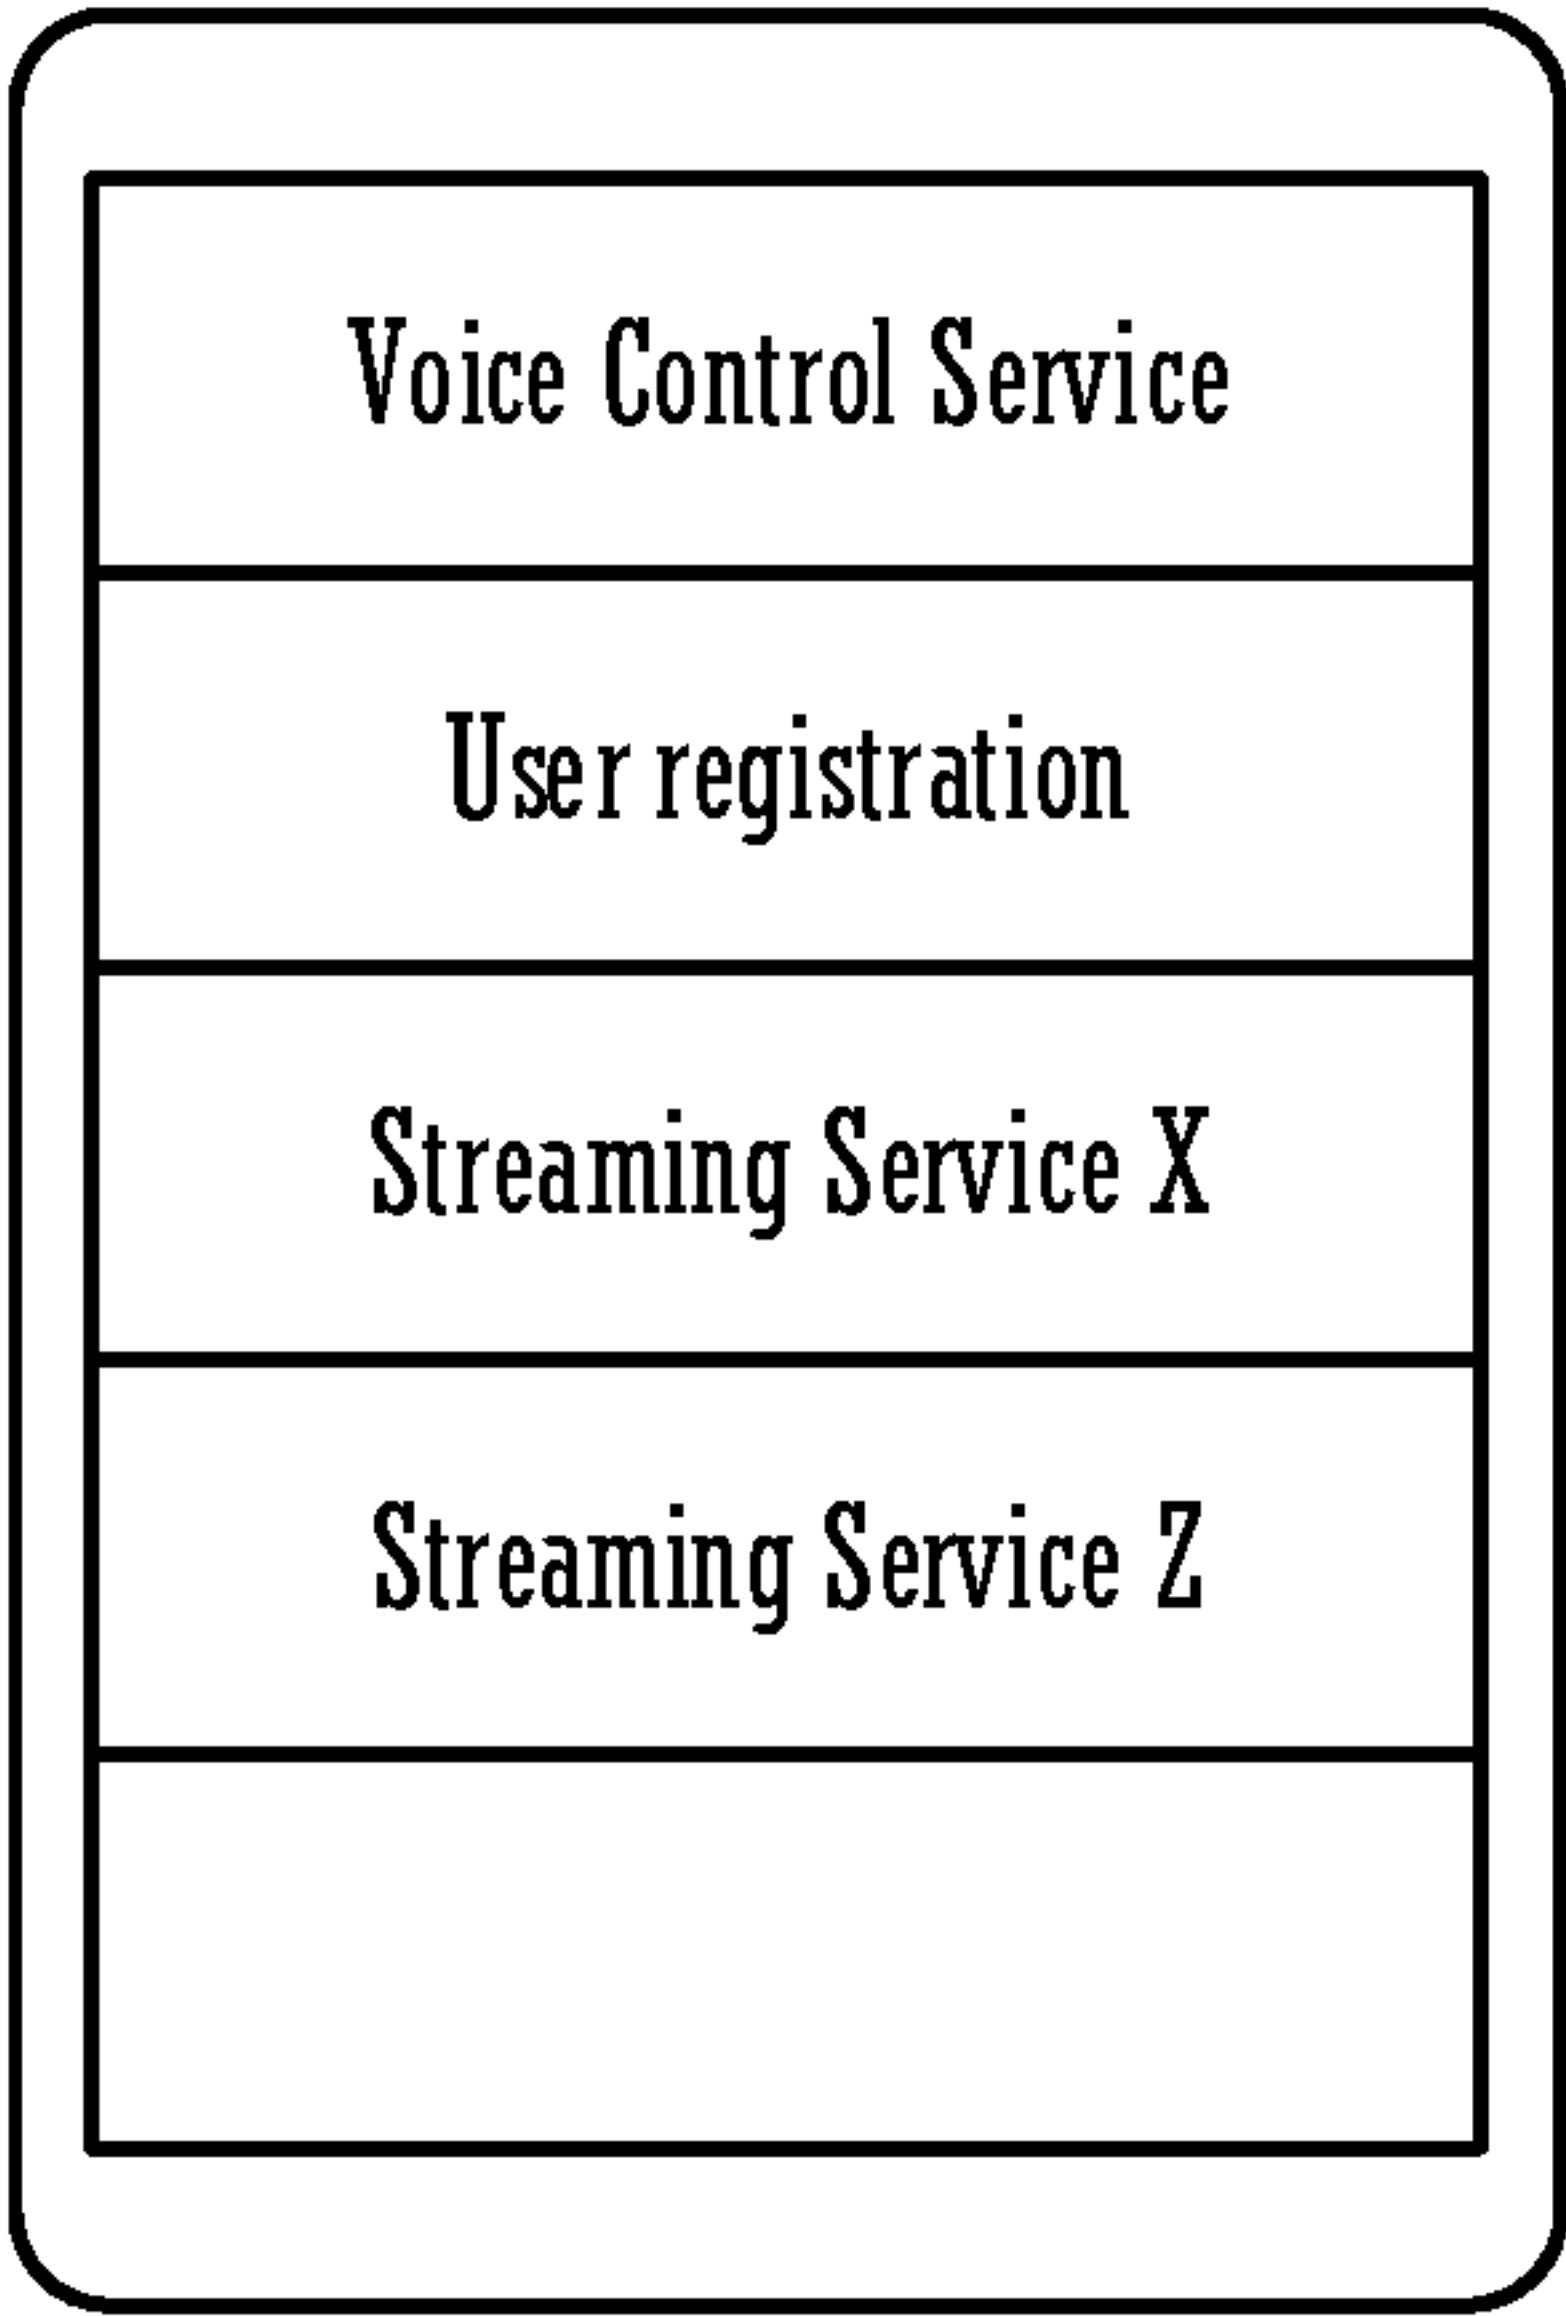 Voice Control Service
User registration
Streaming Service X
Streaming Service Z